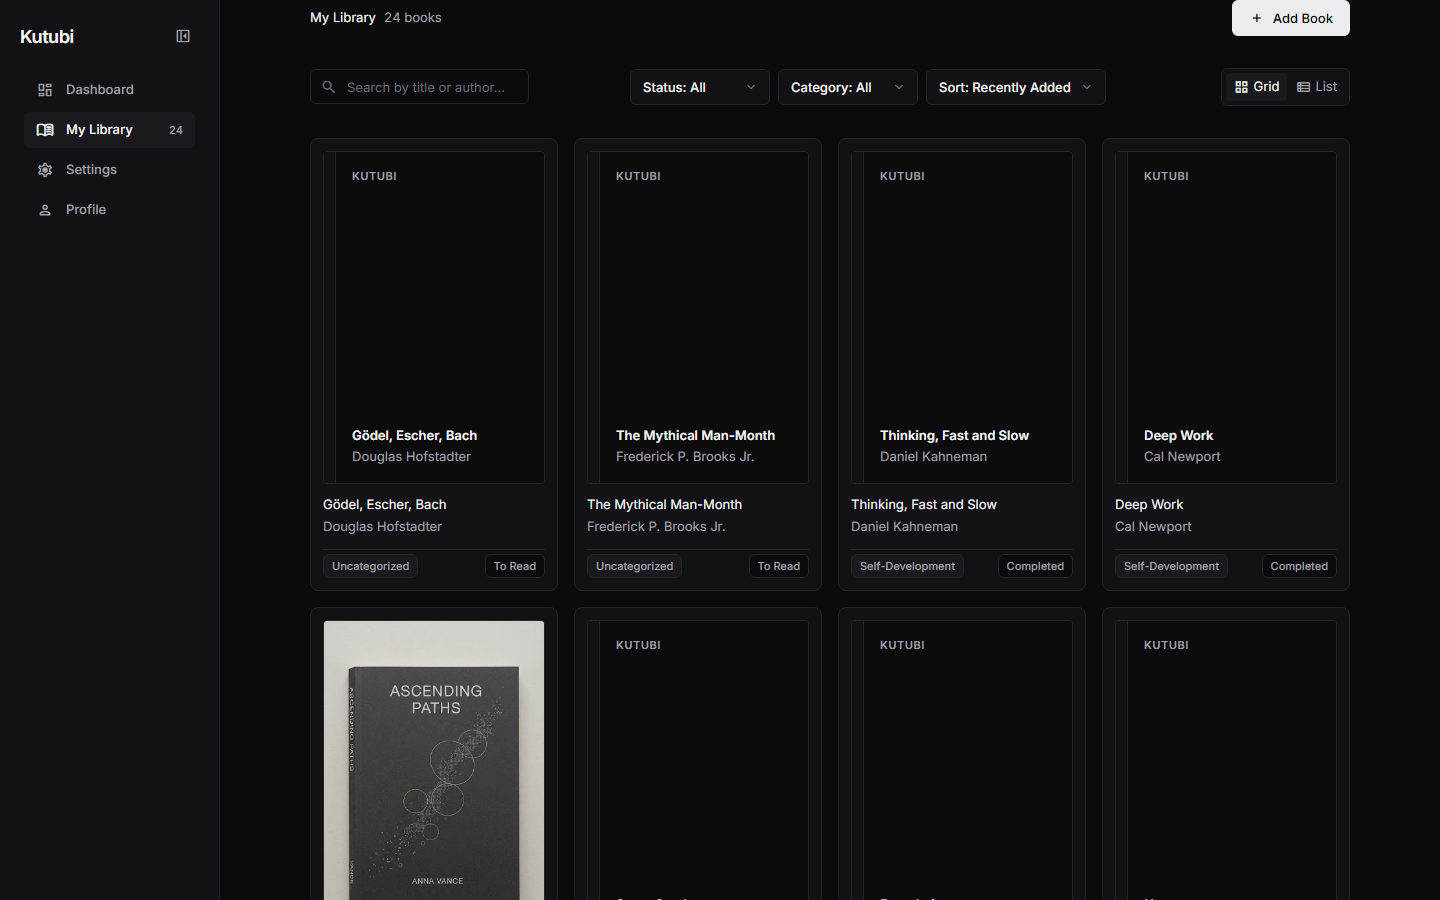 Kutubi
Dashboard
My Library 24
Settings
Profile
My Library 24 books
+ Add Book
Search by title or author...
Status: All
Category: All
Sort: Recently Added
Grid
List
KUTUBI
Gödel, Escher, Bach
Douglas Hofstadter
Gödel, Escher, Bach
Douglas Hofstadter
Uncategorized
To Read
KUTUBI
The Mythical Man-Month
Frederick P. Brooks Jr.
The Mythical Man-Month
Frederick P. Brooks Jr.
Uncategorized
To Read
KUTUBI
Thinking, Fast and Slow
Daniel Kahneman
Thinking, Fast and Slow
Daniel Kahneman
Self-Development
Completed
KUTUBI
Deep Work
Cal Newport
Deep Work
Cal Newport
Self-Development
Completed
ASCENDING
PATHS
ASCENDING PATHS
ANNA VANCE
KUTUBI
KUTUBI
KUTUBI